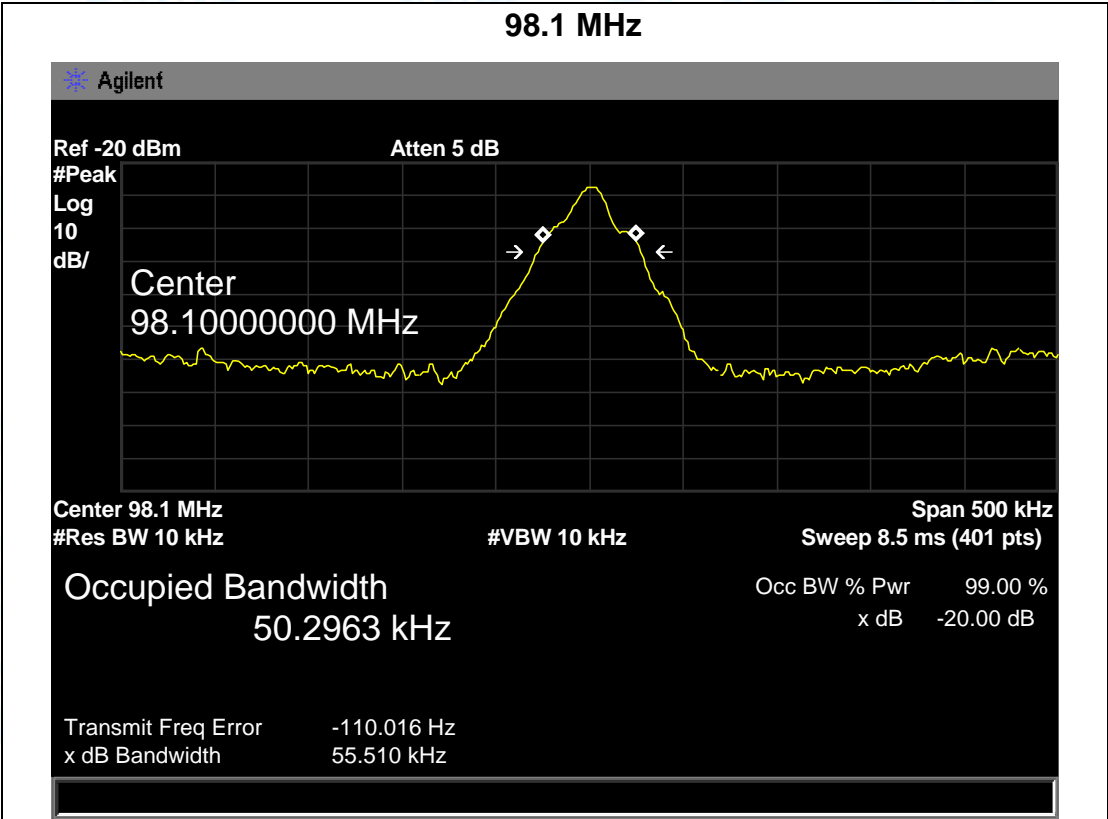 98.1 MHz
Agilent
Ref -20 dBm Atten 5 dB
#Peak
Log
10
dB/
Center
98.10000000 MHz
Center 98.1 MHz Span 500 kHz
#Res BW 10 kHz #VBW 10 kHz Sweep 8.5 ms (401 pts)
Occupied Bandwidth Occ BW % Pwr 99.00 %
50.2963 kHz x dB -20.00 dB
Transmit Freq Error -110.016 Hz
x dB Bandwidth 55.510 kHz